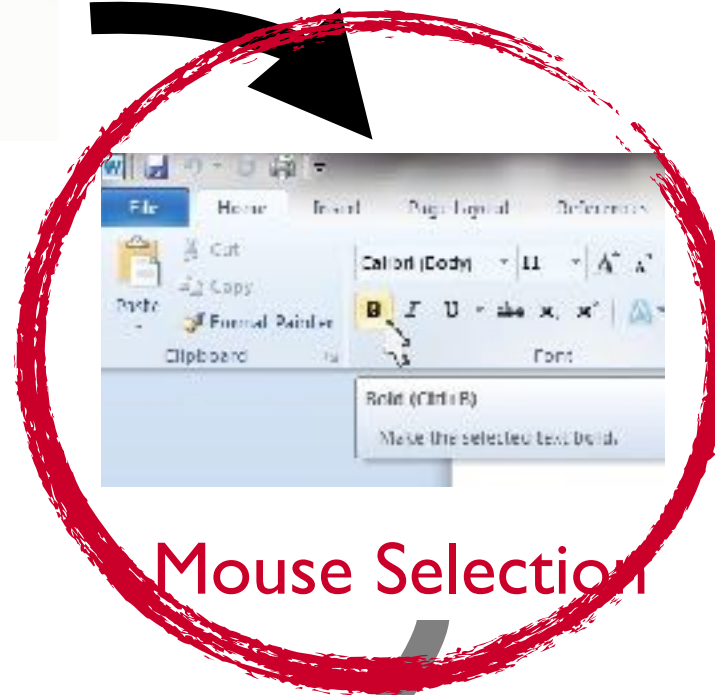 W
File Home Insert Page Layout References
Cut
Calibri (Body) 11 A A
Copy
Paste
B I U abc x x A
Format Painter
Clipboard Font
Bold (Ctrl+B)
Make the selected text bold.
Mouse Selection